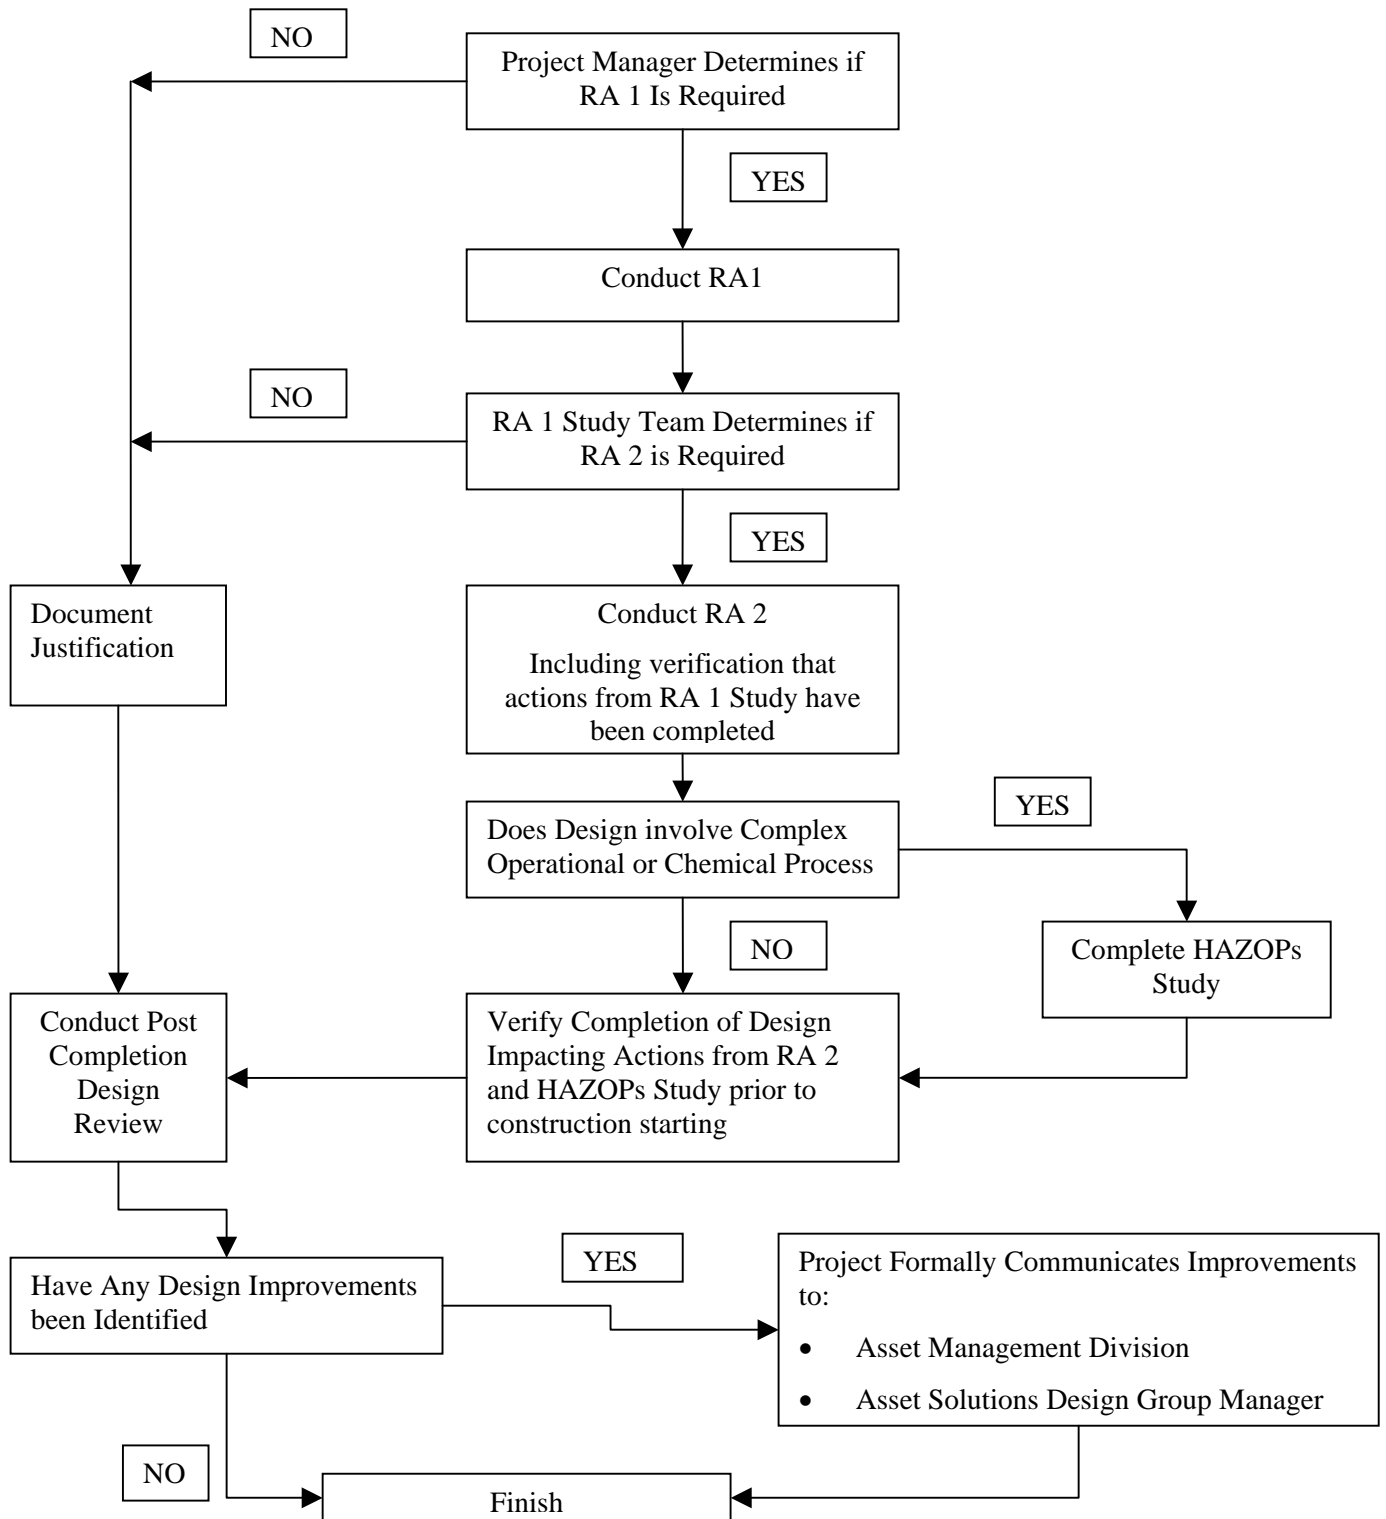 NO
Project Manager Determines if
RA 1 Is Required
YES
Conduct RA1
NO
RA 1 Study Team Determines if
RA 2 is Required
YES
Document
Justification
Conduct RA 2
Including verification that
actions from RA 1 Study have
been completed
Does Design involve Complex
Operational or Chemical Process
YES
NO
Complete HAZOPs
Study
Conduct Post
Completion
Design
Review
Verify Completion of Design
Impacting Actions from RA 2
and HAZOPs Study prior to
construction starting
Have Any Design Improvements
been Identified
YES
Project Formally Communicates Improvements
to:
• Asset Management Division
• Asset Solutions Design Group Manager
NO
Finish